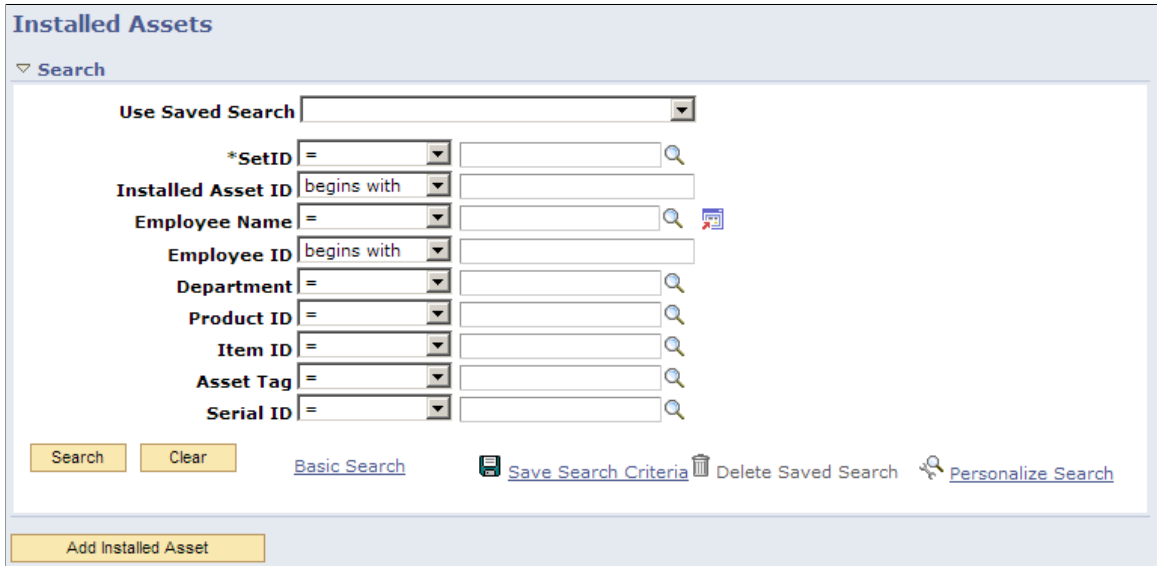 Installed Assets
Search
Use Saved Search
*SetID =
Installed Asset ID begins with
Employee Name =
Employee ID begins with
Department =
Product ID =
Item ID =
Asset Tag =
Serial ID =
Search Clear Basic Search Save Search Criteria Delete Saved Search Personalize Search
Add Installed Asset